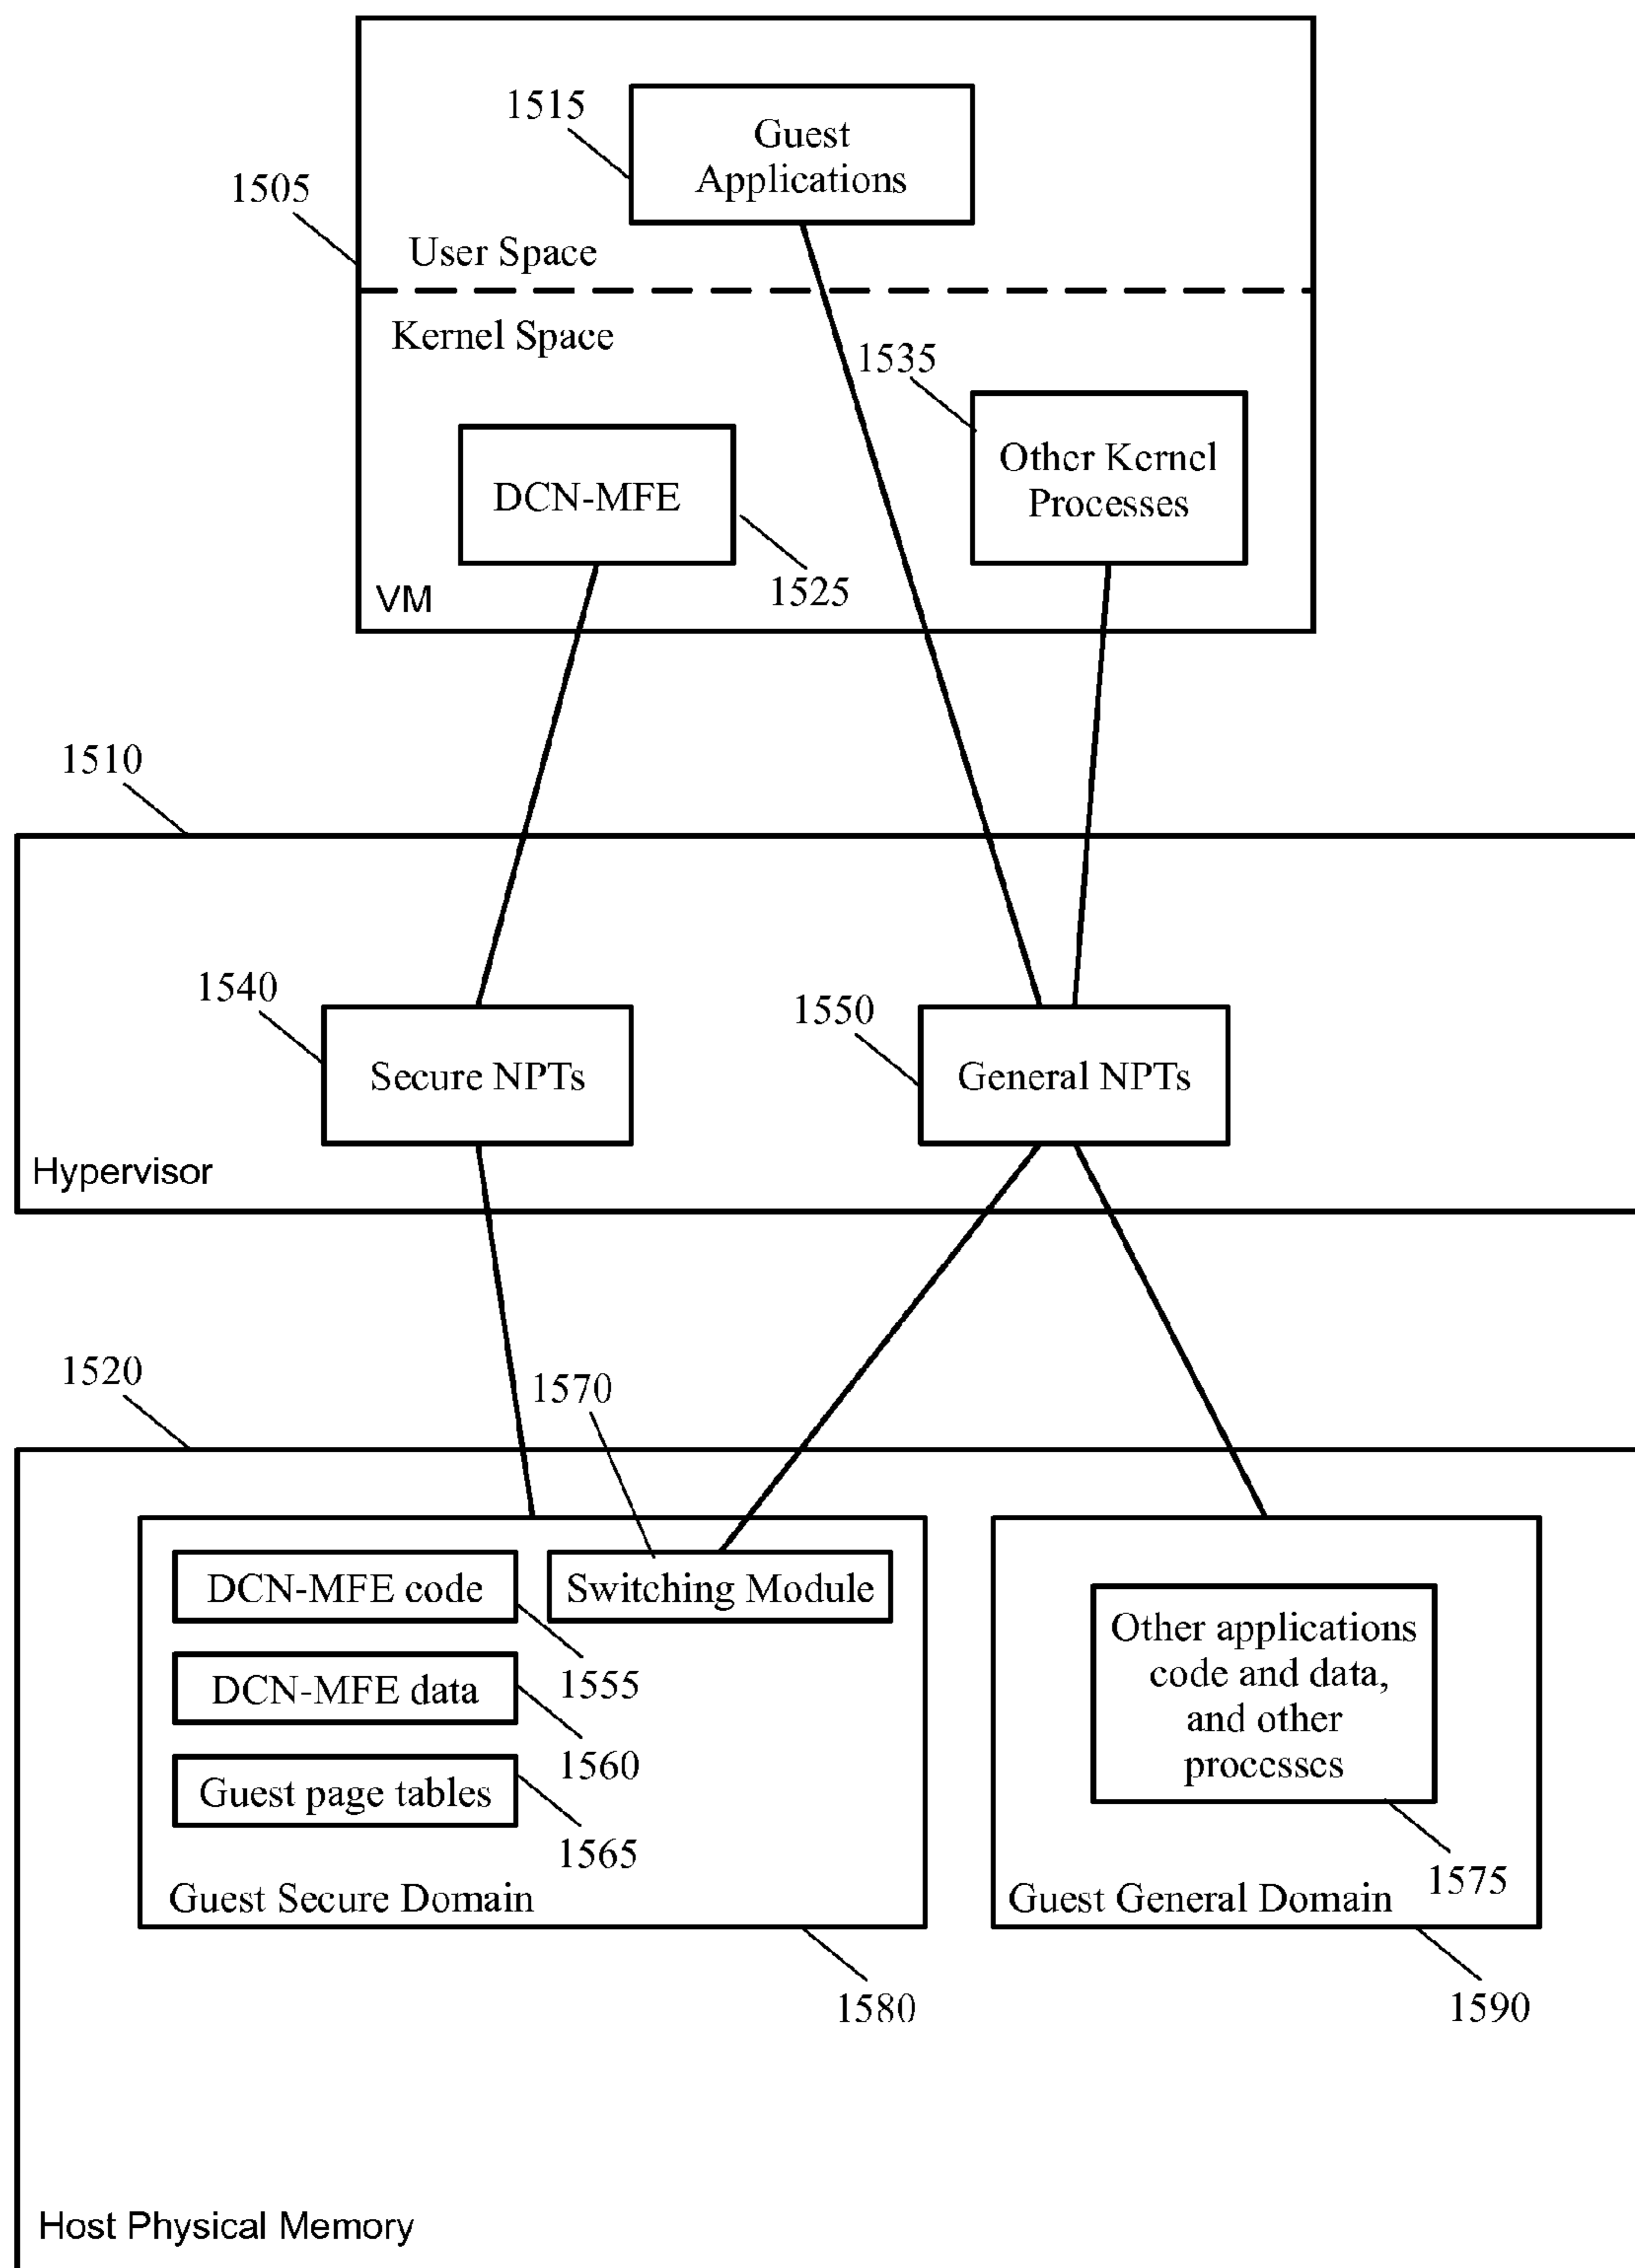 1515
Guest
Applications
1505
User Space
Kernel Space
1535
Other Kernel
Processes
DCN-MFE
1525
VM
1510
1540
1550
Secure NPTs
General NPTs
Hypervisor
1520
1570
DCN-MFE code
Switching Module
1555
DCN-MFE data
1560
Guest page tables
1565
Guest Secure Domain
1580
Other applications
code and data,
and other
processes
1575
Guest General Domain
1590
Host Physical Memory